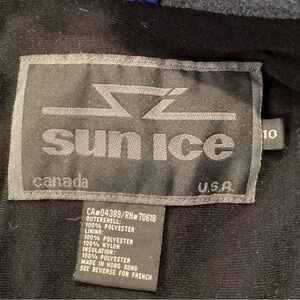 sun ice
10
canada
U.S.A.
CA#04389/RN#T0618
OUTERSHELL:
100% POLYESTER
LINING:
100% POLYESTER
100% NYLON
INSULATION:
100% POLYESTER
MADE IN HONG KONG
SEE REVERSE FOR FRENCH